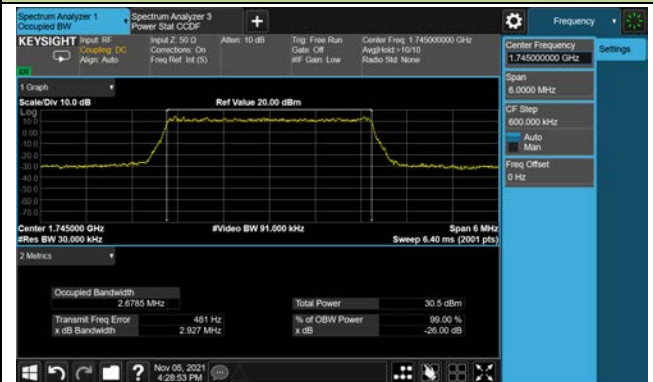 Spectrum Analyzer 1
Occupied BW
Spectrum Analyzer 3
Power Stat CCDF
+
Frequency
KEYSIGHT
Input: RF
Coupling: DC
Align: Auto
Input Z: 50 Ω
Corrections: On
Freq Ref: Int (S)
Atten: 10 dB
Trig: Free Run
Gate: Off
#IF Gain: Low
Center Freq: 1.745000000 GHz
Avg|Hold:>10/10
Radio Std: None
Center Frequency
1.745000000 GHz
Settings
Span
6.0000 MHz
CF Step
600.000 kHz
Auto
Man
Freq Offset
0 Hz
1 Graph
Scale/Div 10.0 dB
Ref Value 20.00 dBm
Log
10.0
0.00
-10.0
-20.0
-30.0
-40.0
-50.0
-60.0
-70.0
Center 1.745000 GHz
#Video BW 91.000 kHz
Span 6 MHz
#Res BW 30.000 kHz
Sweep 6.40 ms (2001 pts)
2 Metrics
Occupied Bandwidth
2.6785 MHz
Total Power
30.5 dBm
Transmit Freq Error
481 Hz
% of OBW Power
99.00 %
x dB Bandwidth
2.927 MHz
x dB
-26.00 dB
?
Nov 05, 2021
4:28:53 PM